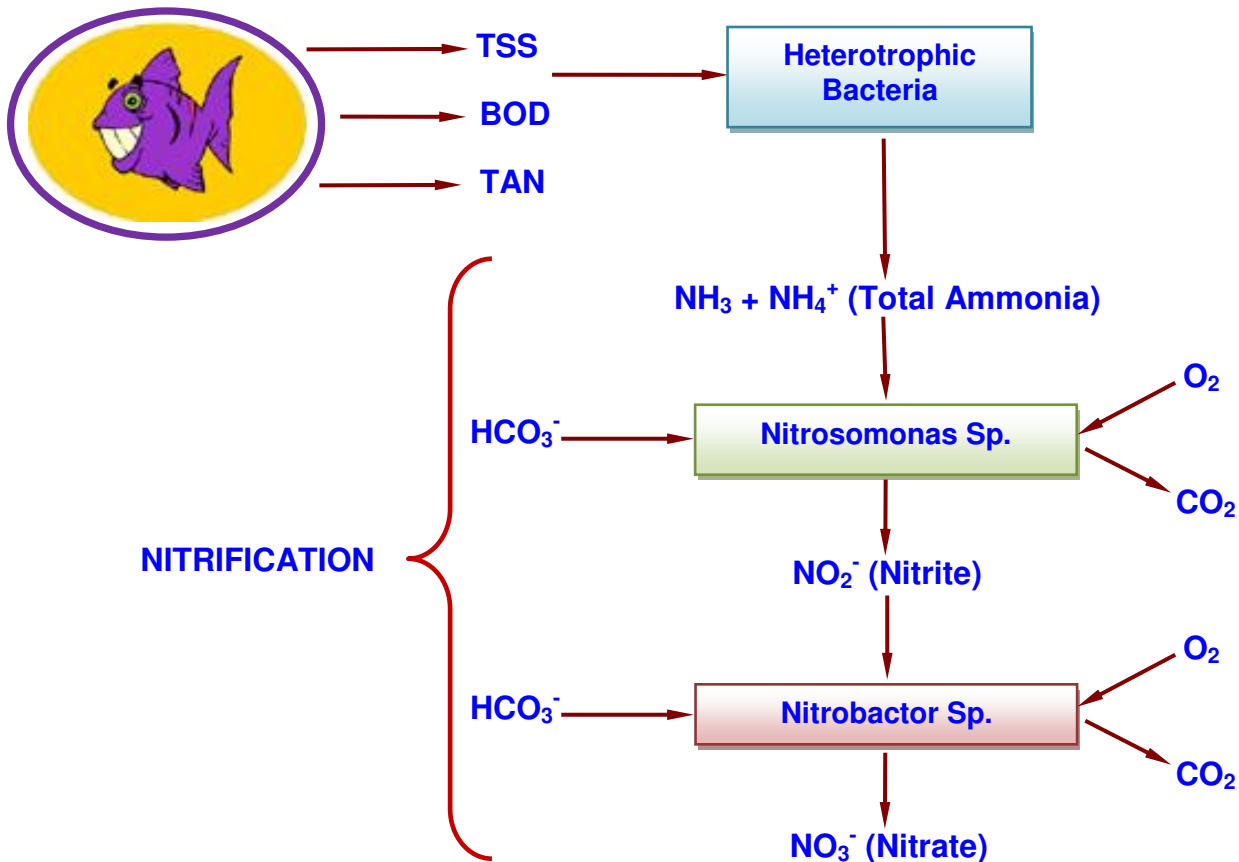 TSS
BOD
TAN
Heterotrophic
Bacteria
NH₃ + NH₄⁺ (Total Ammonia)
O₂
HCO₃⁻
Nitrosomonas Sp.
CO₂
NITRIFICATION
NO₂⁻ (Nitrite)
O₂
HCO₃⁻
Nitrobactor Sp.
CO₂
NO₃⁻ (Nitrate)